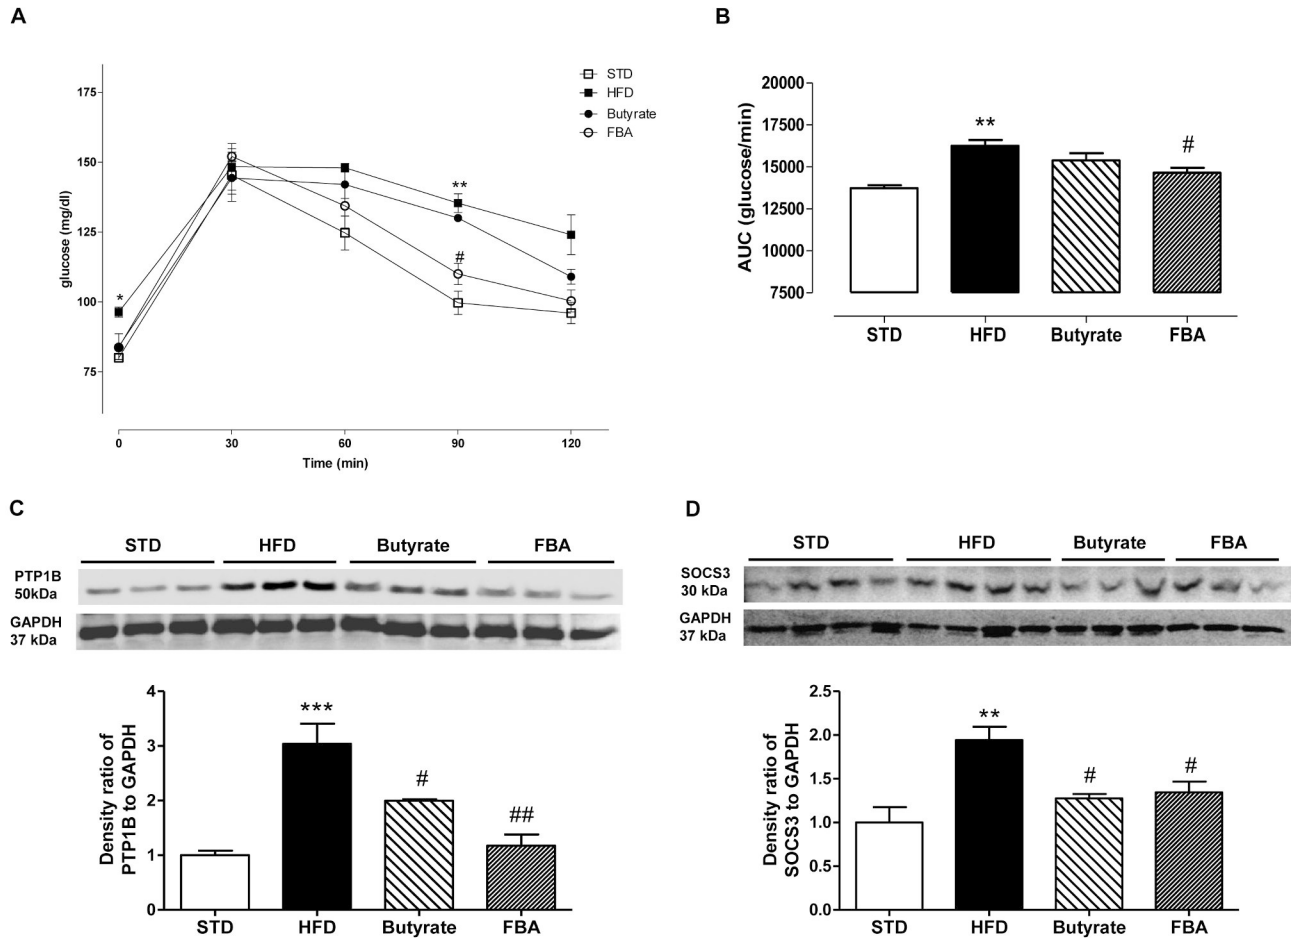 A
STD
HFD
Butyrate
FBA
glucose (mg/dl)
175
150
125
100
75
*
**
#
0
30
60
90
120
Time (min)
B
AUC (glucose/min)
20000
17500
15000
12500
10000
7500
**
#
STD
HFD
Butyrate
FBA
C
STD
HFD
Butyrate
FBA
PTP1B
50kDa
GAPDH
37 kDa
Density ratio of
PTP1B to GAPDH
4
3
2
1
0
***
#
##
STD
HFD
Butyrate
FBA
D
STD
HFD
Butyrate
FBA
SOCS3
30 kDa
GAPDH
37 kDa
Density ratio of
SOCS3 to GAPDH
2.5
2.0
1.5
1.0
0.5
0.0
**
#
#
STD
HFD
Butyrate
FBA